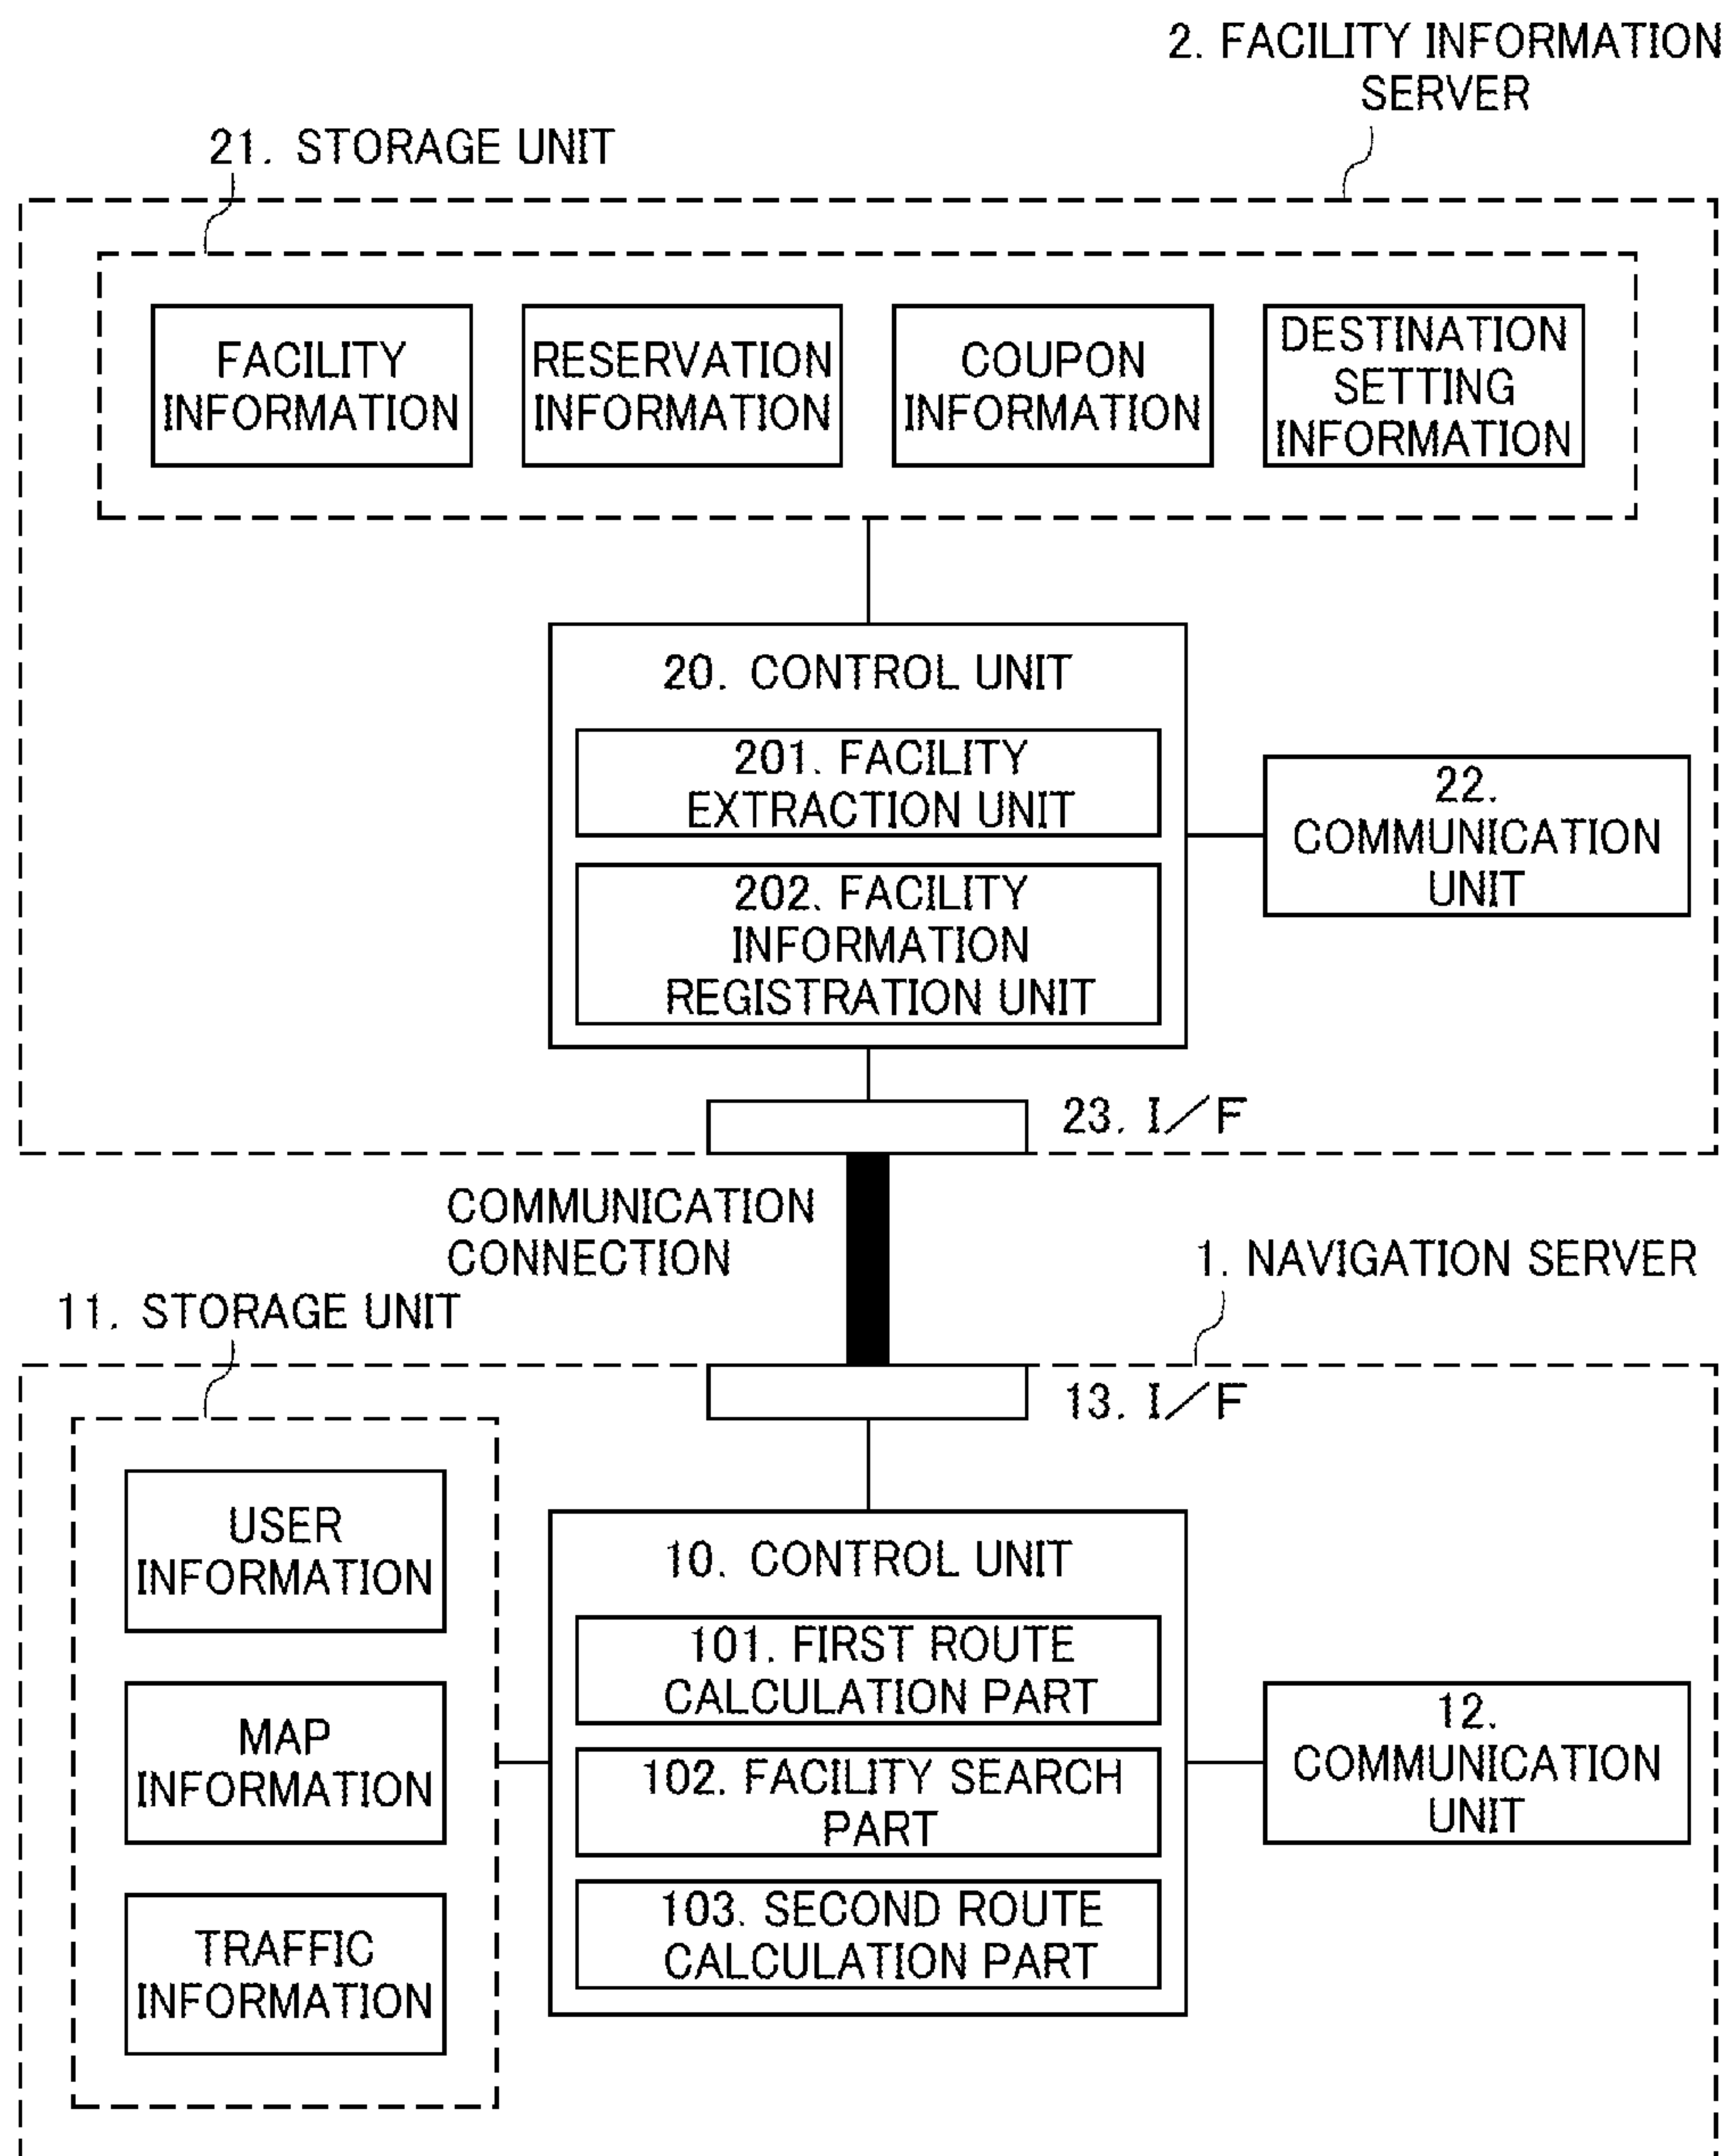 2. FACILITY INFORMATION
SERVER
21. STORAGE UNIT
FACILITY
INFORMATION
RESERVATION
INFORMATION
COUPON
INFORMATION
DESTINATION
SETTING
INFORMATION
20. CONTROL UNIT
201. FACILITY
EXTRACTION UNIT
202. FACILITY
INFORMATION
REGISTRATION UNIT
22.
COMMUNICATION
UNIT
23. I/F
COMMUNICATION
CONNECTION
1. NAVIGATION SERVER
11. STORAGE UNIT
13. I/F
USER
INFORMATION
MAP
INFORMATION
TRAFFIC
INFORMATION
10. CONTROL UNIT
101. FIRST ROUTE
CALCULATION PART
102. FACILITY SEARCH
PART
103. SECOND ROUTE
CALCULATION PART
12.
COMMUNICATION
UNIT